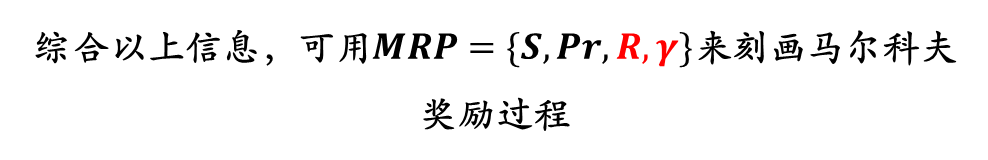 综合以上信息，可用MRP = {S, Pr, R, γ}来刻画马尔科夫
奖励过程